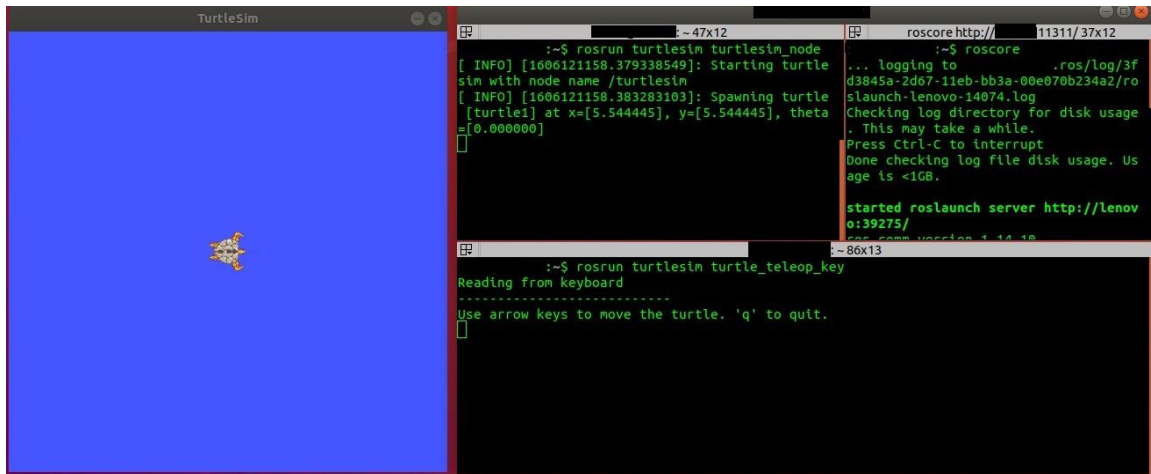 TurtleSim
: ~ 47x12
:~$ rosrun turtlesim turtlesim_node
[ INFO] [1606121158.379338549]: Starting turtle
sim with node name /turtlesim
[ INFO] [1606121158.383283103]: Spawning turtle
[turtle1] at x=[5.544445], y=[5.544445], theta
=[0.000000]
roscore http:// 11311/ 37x12
:~$ roscore
... logging to .ros/log/3f
d3845a-2d67-11eb-bb3a-00e070b234a2/ro
slaunch-lenovo-14074.log
Checking log directory for disk usage
. This may take a while.
Press Ctrl-C to interrupt
Done checking log file disk usage. Us
age is <1GB.
started roslaunch server http://lenov
o:39275/
: ~ 86x13
:~$ rosrun turtlesim turtle_teleop_key
Reading from keyboard
---------------------------
Use arrow keys to move the turtle. 'q' to quit.